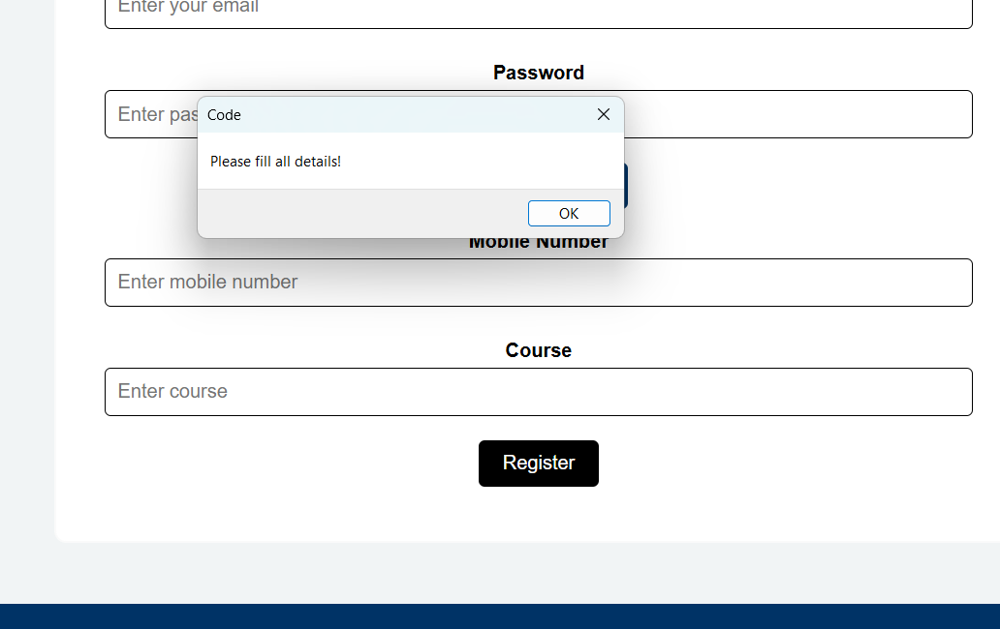 Enter your email
Password
Enter pas
Code
Please fill all details!
OK
Mobile Number
Enter mobile number
Course
Enter course
Register